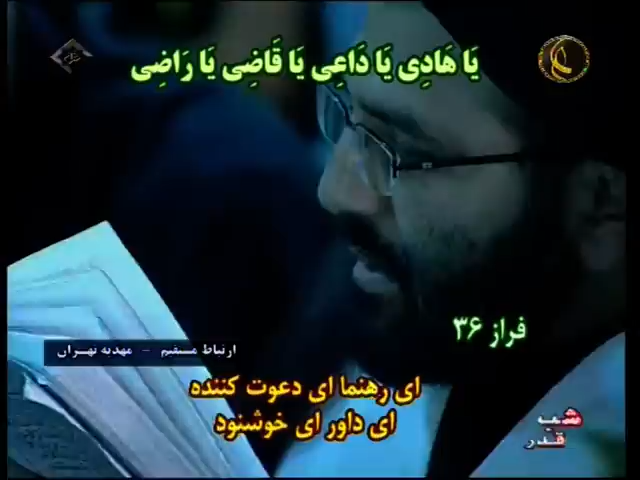 يَا هَادِي يَا دَاعِي يَا قَاضِي يَا رَاضِي
فراز ۳۶
ارتباط مستقیم - مهدیه تهران
ای رهنما ای دعوت کننده
ای داور ای خوشنود
شب
قدر